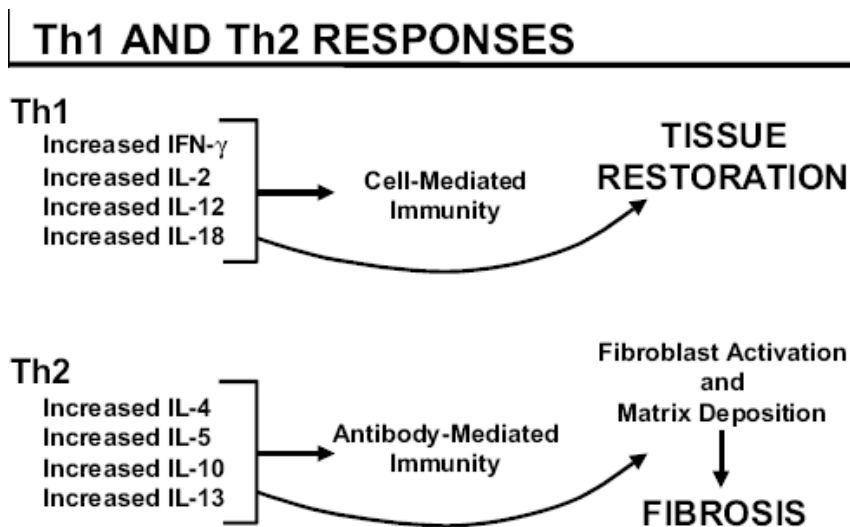 Th1 AND Th2 RESPONSES
Th1
Increased IFN-γ
Increased IL-2
Increased IL-12
Increased IL-18
Cell-Mediated
Immunity
TISSUE
RESTORATION
Th2
Increased IL-4
Increased IL-5
Increased IL-10
Increased IL-13
Antibody-Mediated
Immunity
Fibroblast Activation
and
Matrix Deposition
FIBROSIS